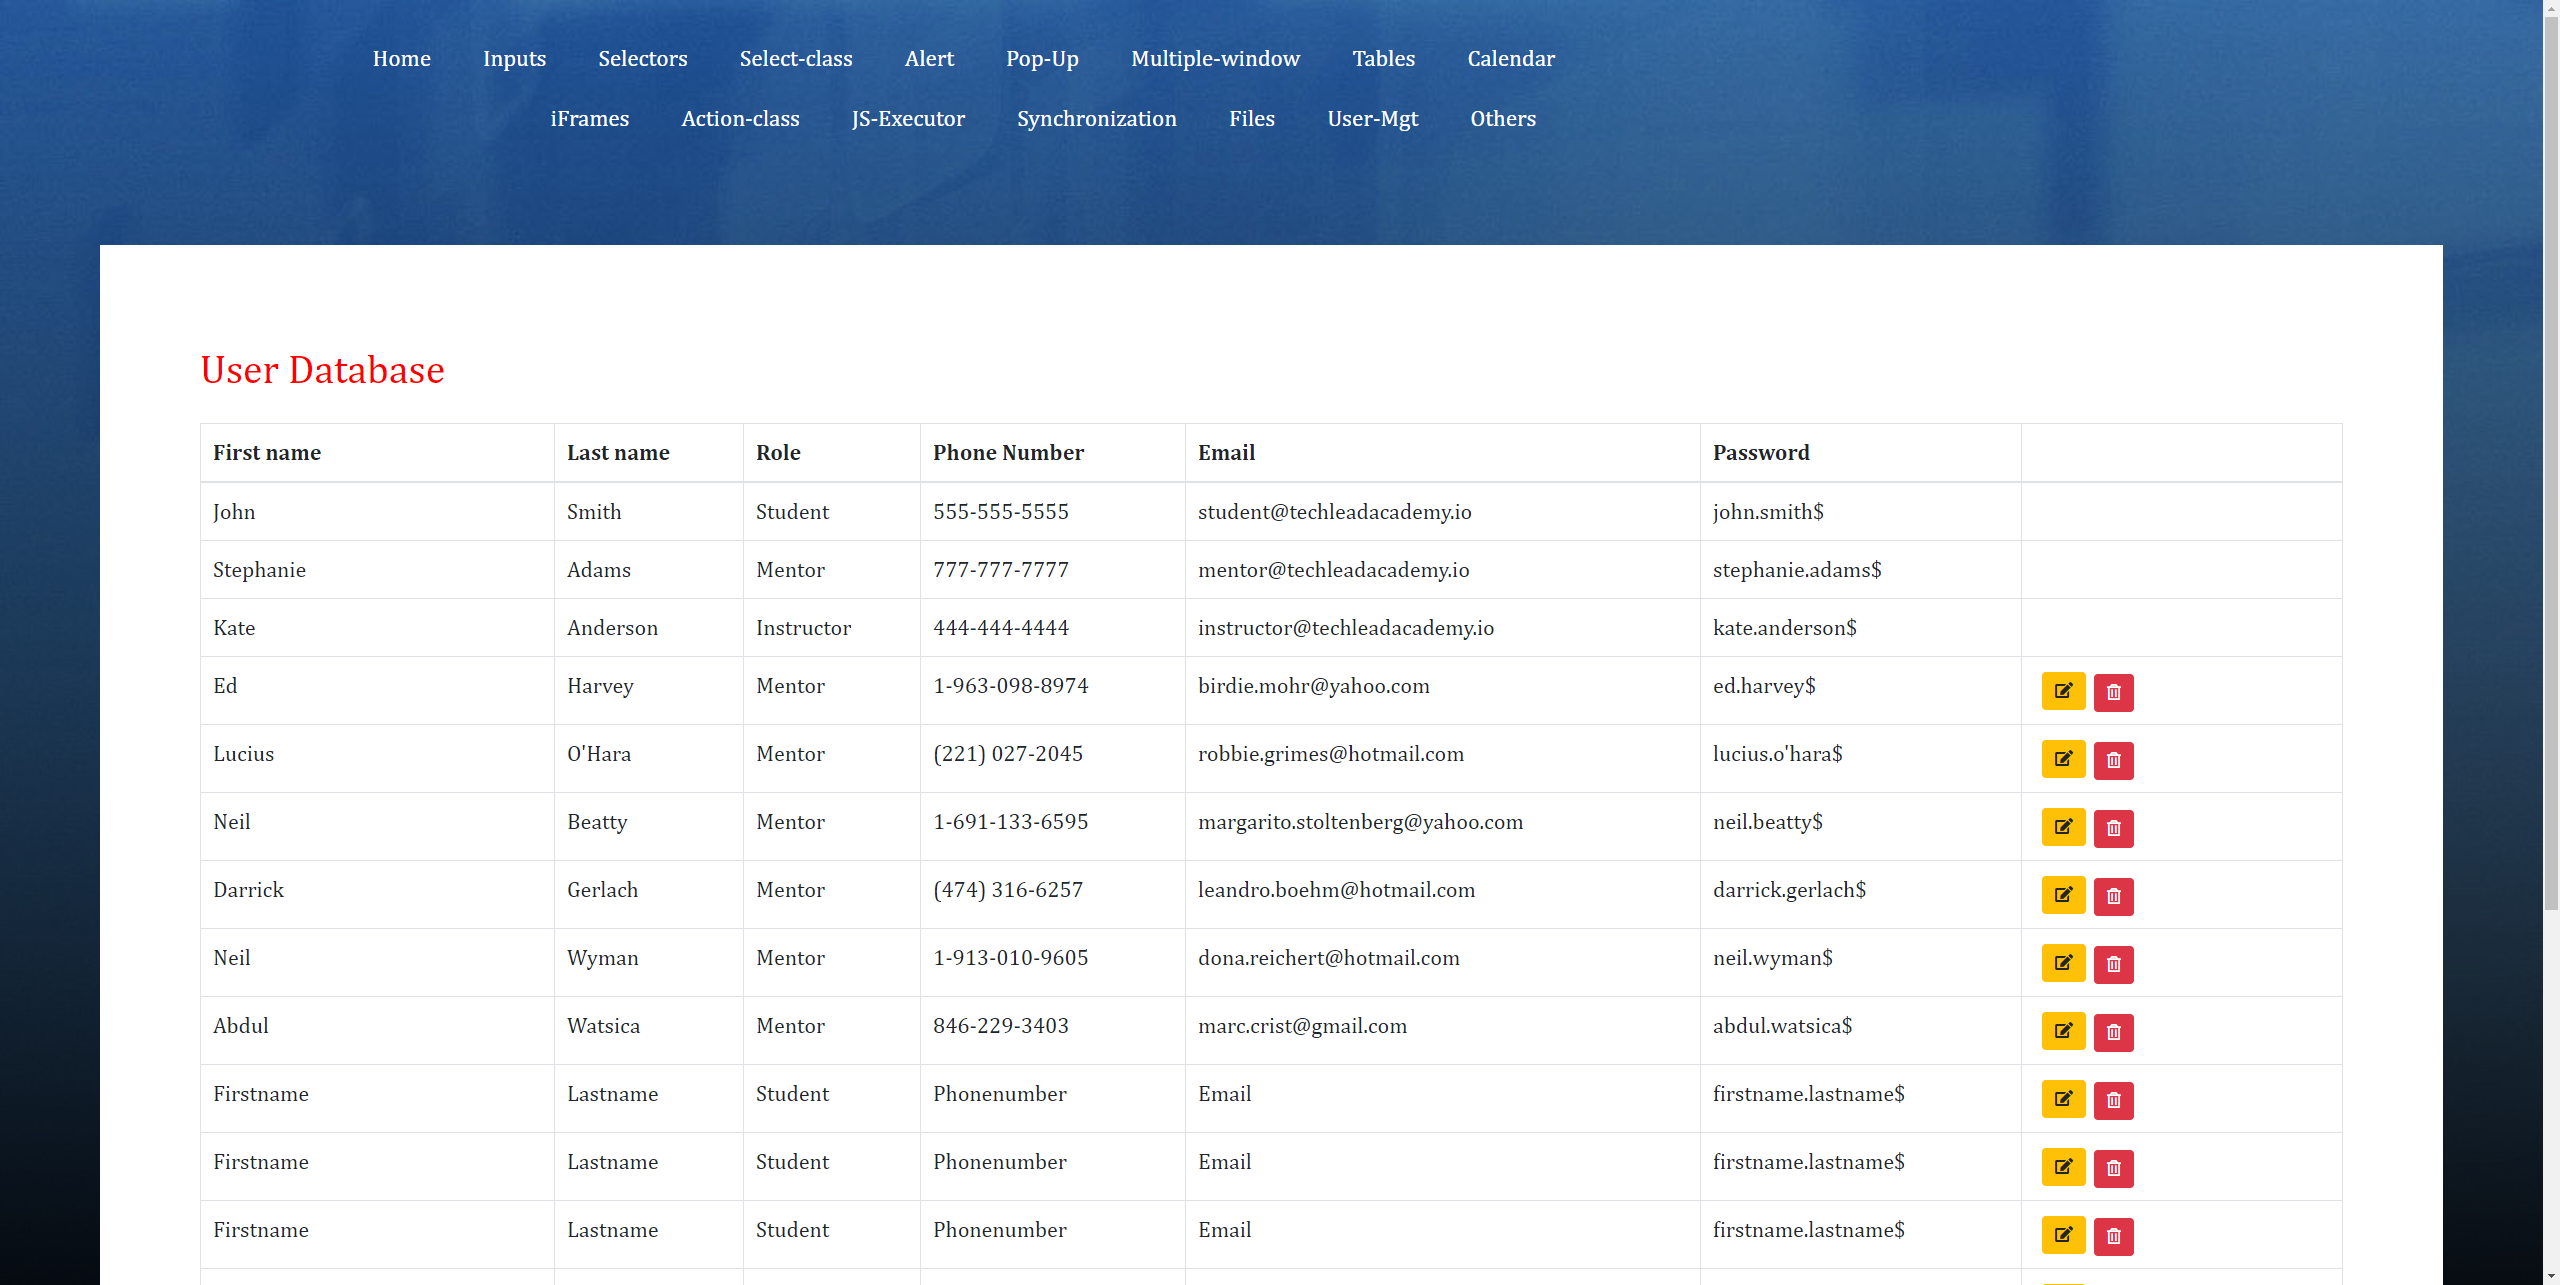 Home Inputs Selectors Select-class Alert Pop-Up Multiple-window Tables Calendar
iFrames Action-class JS-Executor Synchronization Files User-Mgt Others
User Database
First name Last name Role Phone Number Email Password
John Smith Student 555-555-5555 student@techleadacademy.io john.smith$
Stephanie Adams Mentor 777-777-7777 mentor@techleadacademy.io stephanie.adams$
Kate Anderson Instructor 444-444-4444 instructor@techleadacademy.io kate.anderson$
Ed Harvey Mentor 1-963-098-8974 birdie.mohr@yahoo.com ed.harvey$
Lucius O'Hara Mentor (221) 027-2045 robbie.grimes@hotmail.com lucius.o'hara$
Neil Beatty Mentor 1-691-133-6595 margarito.stoltenberg@yahoo.com neil.beatty$
Darrick Gerlach Mentor (474) 316-6257 leandro.boehm@hotmail.com darrick.gerlach$
Neil Wyman Mentor 1-913-010-9605 dona.reichert@hotmail.com neil.wyman$
Abdul Watsica Mentor 846-229-3403 marc.crist@gmail.com abdul.watsica$
Firstname Lastname Student Phonenumber Email firstname.lastname$
Firstname Lastname Student Phonenumber Email firstname.lastname$
Firstname Lastname Student Phonenumber Email firstname.lastname$